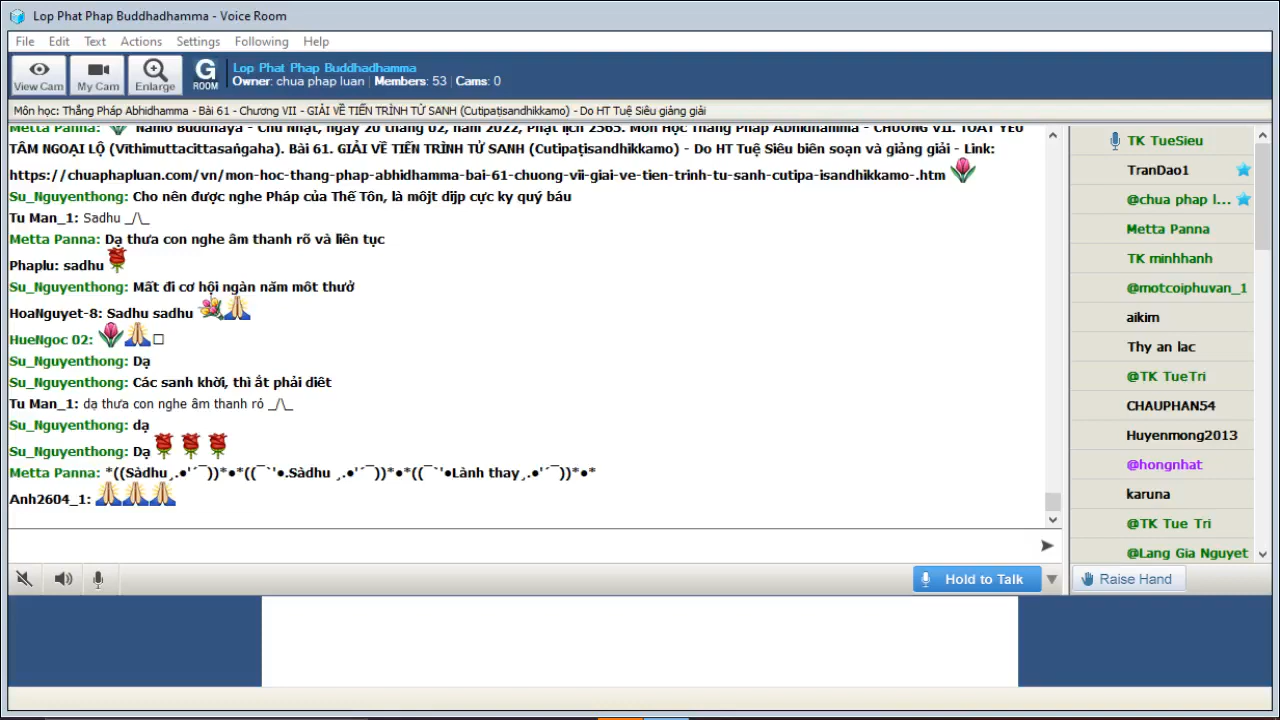 Lop Phat Phap Buddhadhamma - Voice Room
File Edit Text Actions Settings Following Help
View Cam My Cam Enlarge G ROOM
Lop Phat Phap Buddhadhamma
Owner: chua phap luan | Members: 53 | Cams: 0
Môn học: Thắng Pháp Abhidhamma - Bài 61 - Chương VII - GIẢI VỀ TIẾN TRÌNH TỬ SANH (Cutipaṭisandhikkamo) - Do HT Tuệ Siêu giảng giải
Metta Panna: Namo Buddhaya - Chủ Nhật, ngày 20 tháng 02, năm 2022, Phật lịch 2565. Môn Học Thắng Pháp Abhidhamma - CHƯƠNG VII. TOÁT YẾU
TÂM NGOẠI LỘ (Vīthimuttacittasaṅgaha). Bài 61. GIẢI VỀ TIẾN TRÌNH TỬ SANH (Cutipaṭisandhikkamo) - Do HT Tuệ Siêu biên soạn và giảng giải - Link:
https://chuaphapluan.com/vn/mon-hoc-thang-phap-abhidhamma-bai-61-chuong-vii-giai-ve-tien-trinh-tu-sanh-cutipa-isandhikkamo-.htm
Su_Nguyenthong: Cho nên được nghe Pháp của Thế Tôn, là môjt dijp cực kỳ quý báu
Tu Man_1: Sadhu _/\_
Metta Panna: Dạ thưa con nghe âm thanh rõ và liên tục
Phaplu: sadhu
Su_Nguyenthong: Mất đi cơ hội ngàn năm môt thưở
HoaNguyet-8: Sadhu sadhu
HueNgoc 02: □
Su_Nguyenthong: Dạ
Su_Nguyenthong: Các sanh khời, thì ắt phải diêt
Tu Man_1: dạ thưa con nghe âm thanh rỏ _/\_
Su_Nguyenthong: dạ
Su_Nguyenthong: Dạ
Metta Panna: *((Sàdhu¸.•'´¯))*•*((¯`'•.Sàdhu ¸.•'´¯))*•*((¯`'•Lành thay¸.•'´¯))*•*
Anh2604_1:
Hold to Talk
TK TueSieu
TranDao1
@chua phap l...
Metta Panna
TK minhhanh
@motcoiphuvan_1
aikim
Thy an lac
@TK TueTri
CHAUPHAN54
Huyenmong2013
@hongnhat
karuna
@TK Tue Tri
@Lang Gia Nguyet
Raise Hand